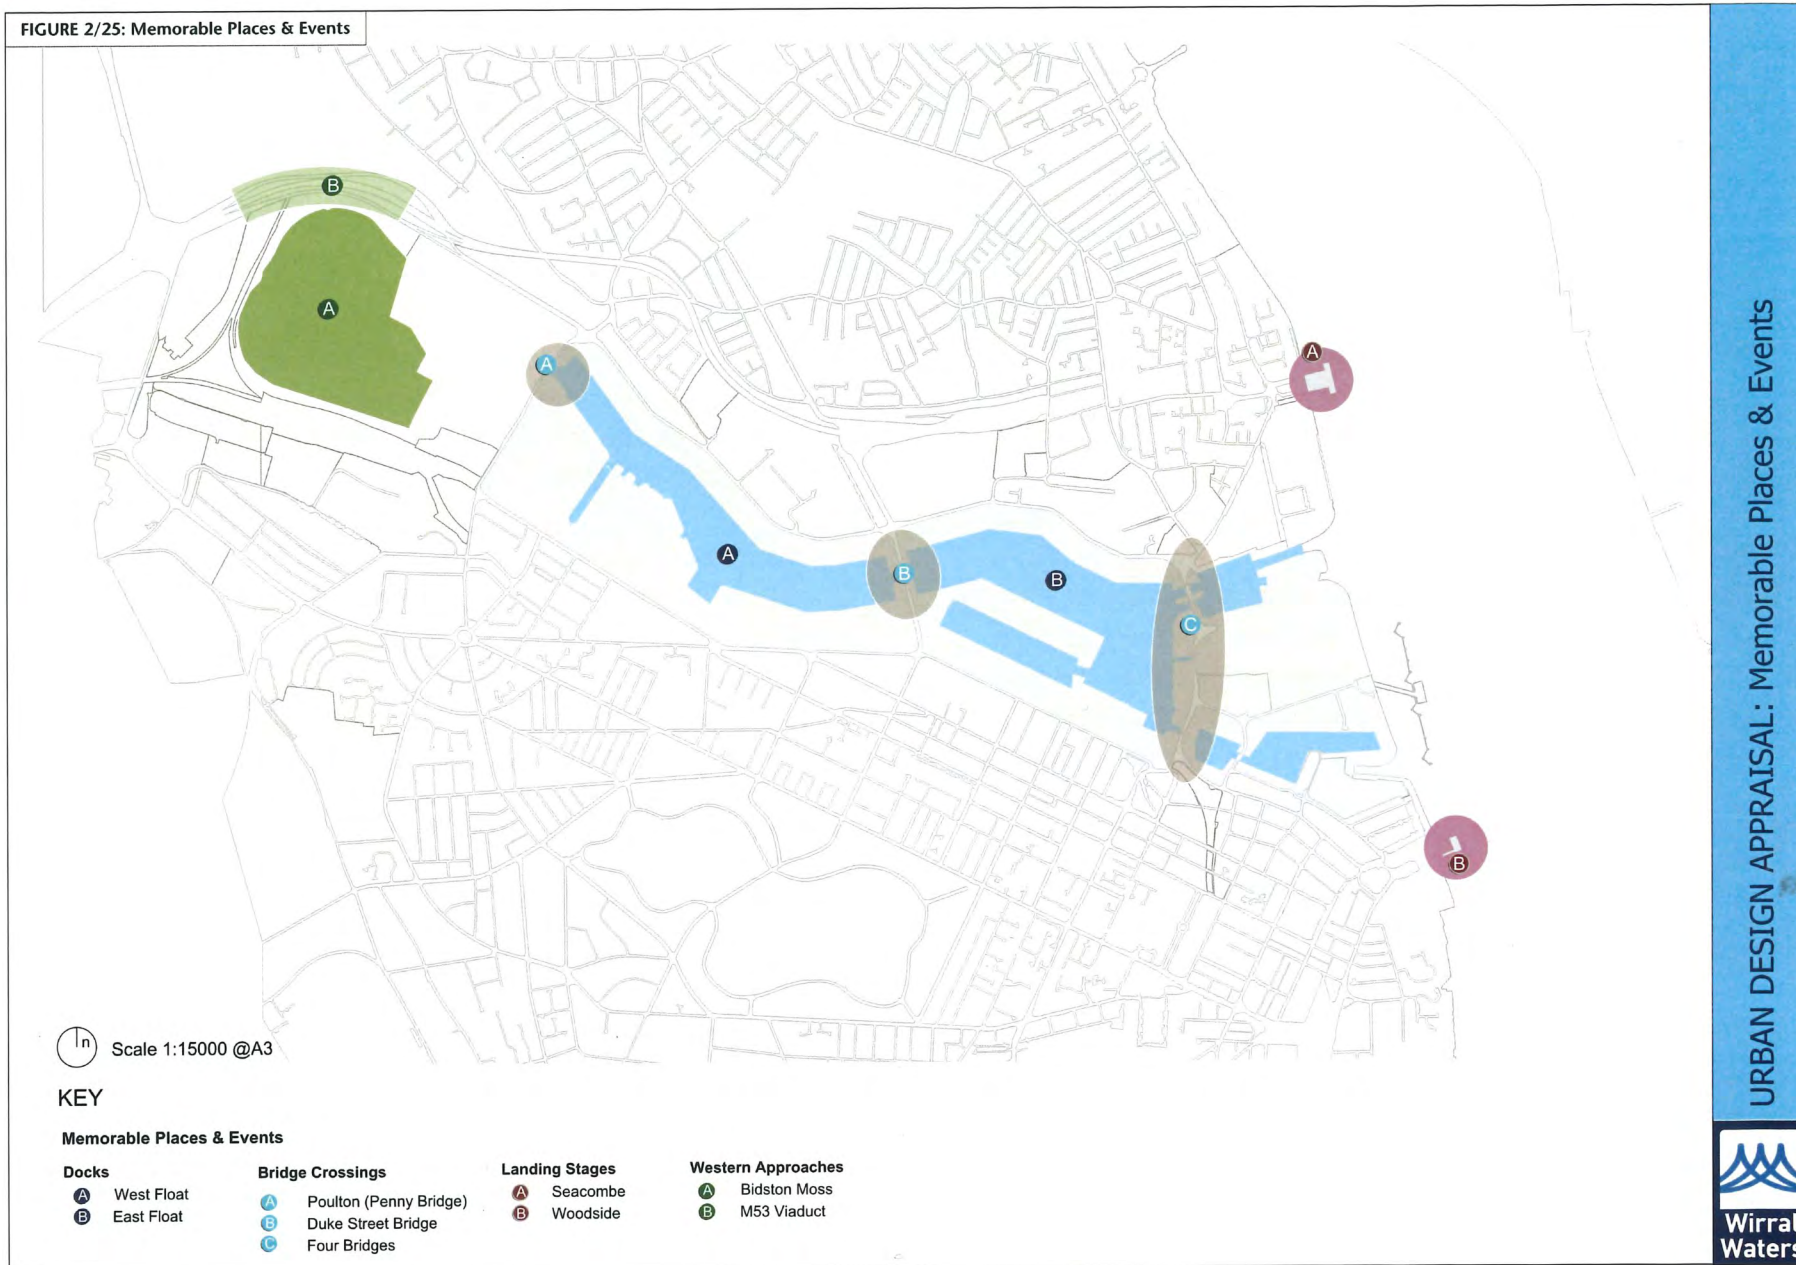 FIGURE 2/25: Memorable Places & Events
B
A
A
A
A
B
B
C
B
n
Scale 1:15000 @A3
KEY
Memorable Places & Events
Docks
A West Float
B East Float
Bridge Crossings
A Poulton (Penny Bridge)
B Duke Street Bridge
C Four Bridges
Landing Stages
A Seacombe
B Woodside
Western Approaches
A Bidston Moss
B M53 Viaduct
URBAN DESIGN APPRAISAL: Memorable Places & Events
Wirral
Waters